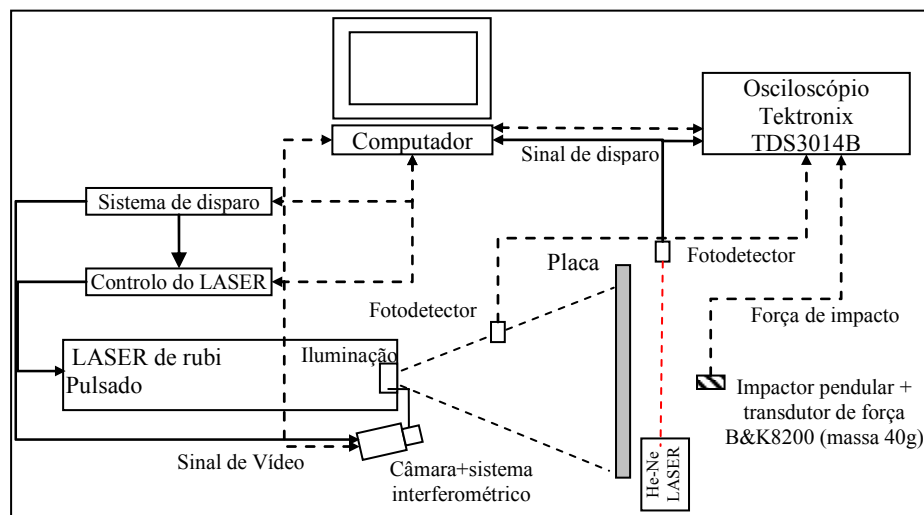 Osciloscópio
Tektronix
TDS3014B
Computador
Sinal de disparo
Sistema de disparo
Controlo do LASER
Placa
Fotodetector
Fotodetector
Força de impacto
LASER de rubi
Pulsado
Iluminação
Impactor pendular +
transdutor de força
B&K8200 (massa 40g)
Sinal de Vídeo
Câmara+sistema
interferométrico
He-Ne
LASER